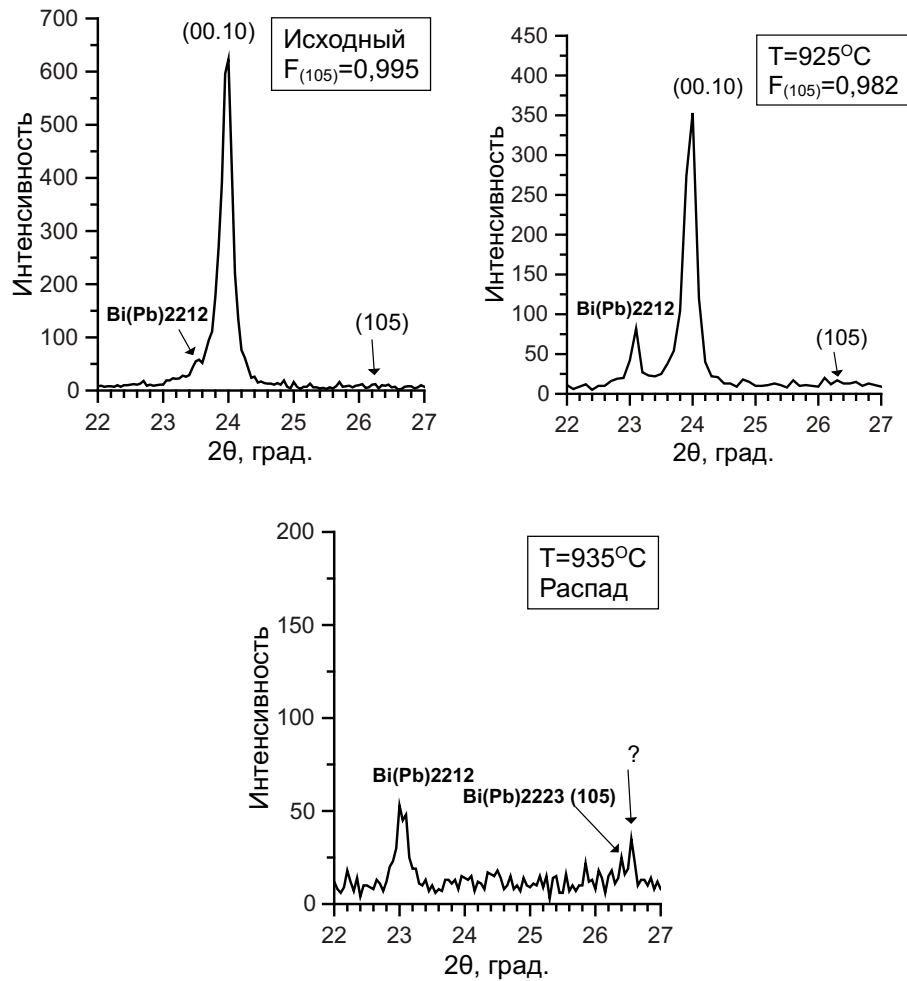 700
600
500
400
300
200
100
0
Интенсивность
(00.10)
Исходный
F(105)=0,995
Bi(Pb)2212
(105)
22 23 24 25 26 27
2θ, град.
450
400
350
300
250
200
150
100
50
0
Интенсивность
(00.10)
T=925OC
F(105)=0,982
Bi(Pb)2212
(105)
22 23 24 25 26 27
2θ, град.
200
150
100
50
0
Интенсивность
T=935OC
Распад
?
Bi(Pb)2212
Bi(Pb)2223 (105)
22 23 24 25 26 27
2θ, град.